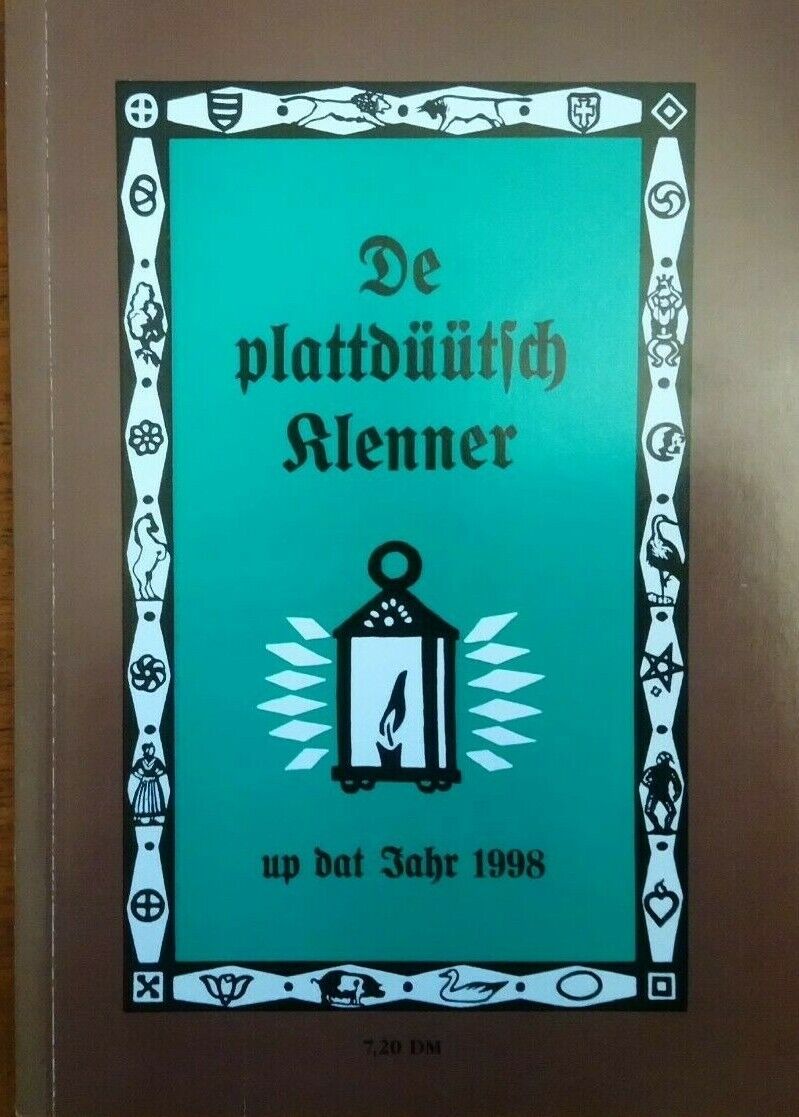 De
plattdüütſch
Klenner
up dat Jahr 1998
7,20 DM